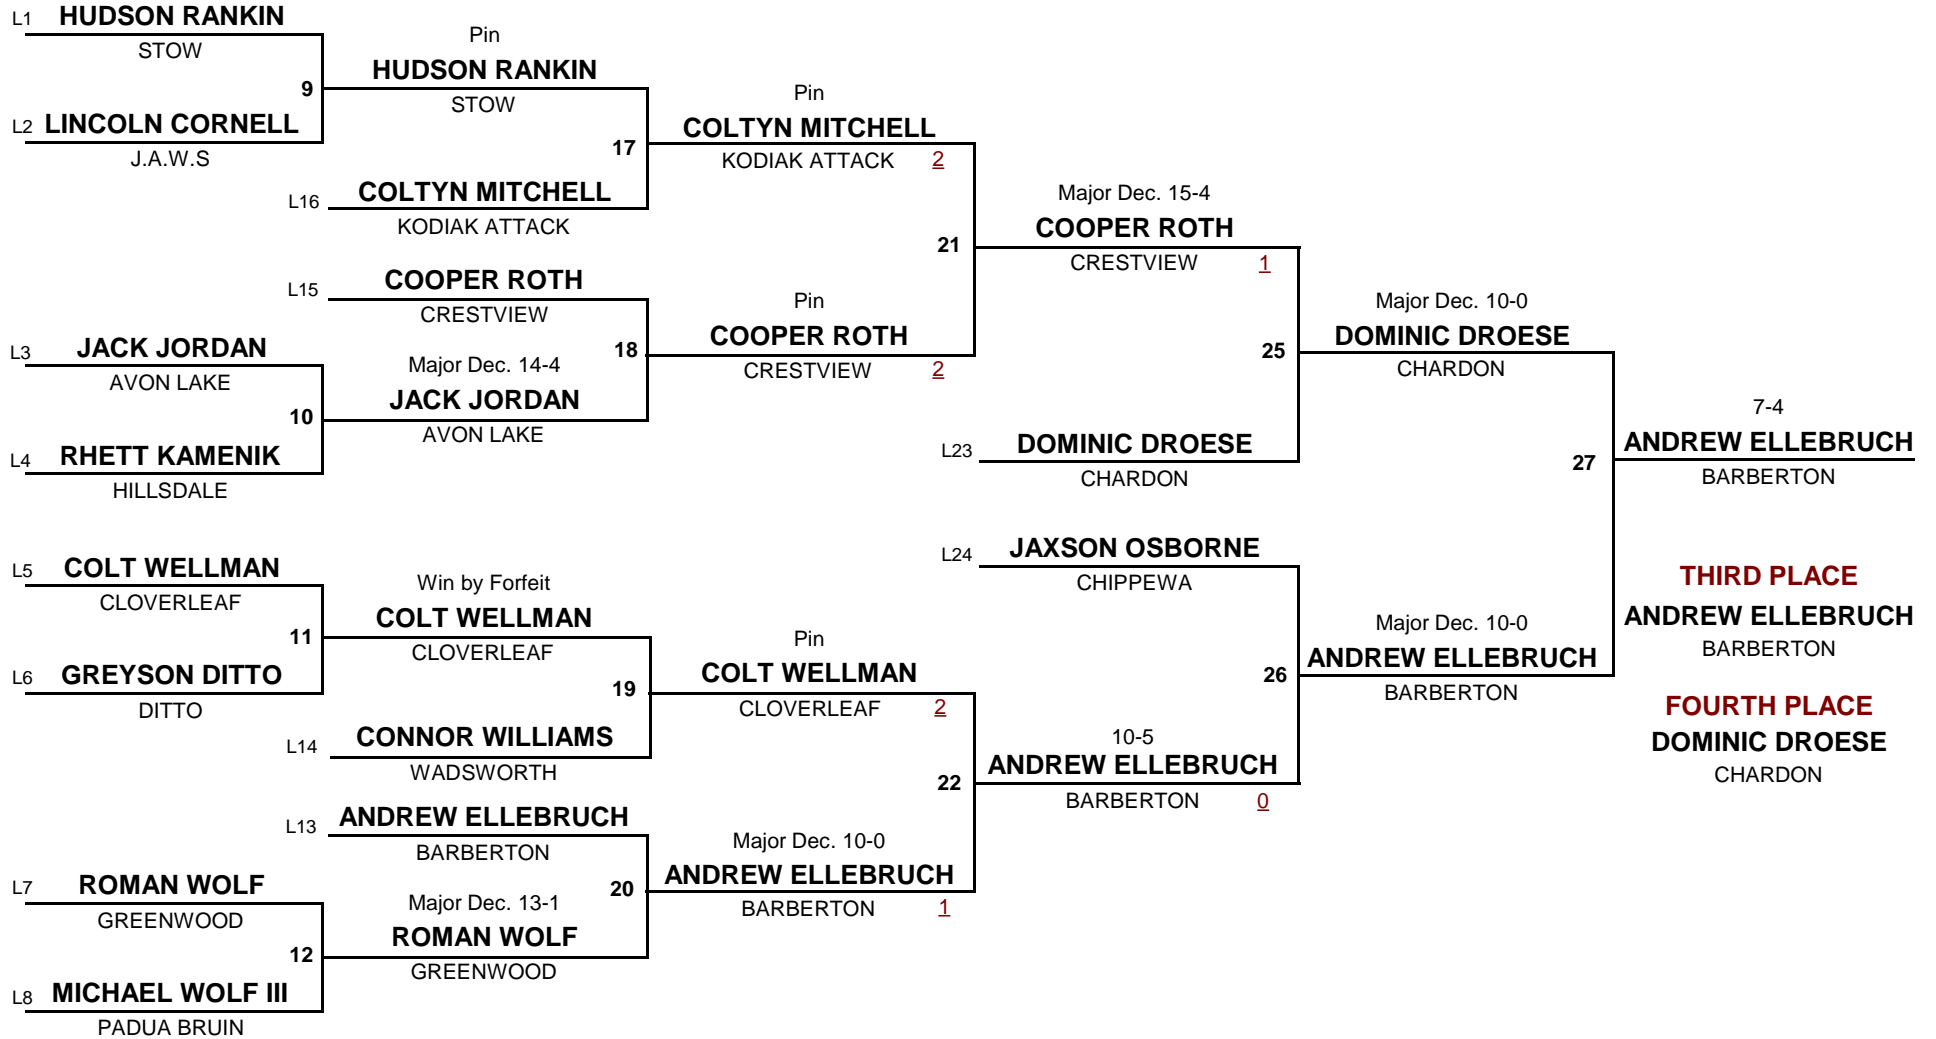 L1 HUDSON RANKIN
STOW
9
L2 LINCOLN CORNELL
J.A.W.S
Pin
HUDSON RANKIN
STOW
17
L16 COLTYN MITCHELL
KODIAK ATTACK
Pin
COLTYN MITCHELL
KODIAK ATTACK 2
21
L15 COOPER ROTH
CRESTVIEW
18
L3 JACK JORDAN
AVON LAKE
10
L4 RHETT KAMENIK
HILLSDALE
Major Dec. 14-4
JACK JORDAN
AVON LAKE
Pin
COOPER ROTH
CRESTVIEW 2
Major Dec. 15-4
COOPER ROTH
CRESTVIEW 1
25
L23 DOMINIC DROESE
CHARDON
Major Dec. 10-0
DOMINIC DROESE
CHARDON
27
L5 COLT WELLMAN
CLOVERLEAF
11
L6 GREYSON DITTO
DITTO
Win by Forfeit
COLT WELLMAN
CLOVERLEAF
19
L14 CONNOR WILLIAMS
WADSWORTH
Pin
COLT WELLMAN
CLOVERLEAF 2
22
L13 ANDREW ELLEBRUCH
BARBERTON
20
L7 ROMAN WOLF
GREENWOOD
12
L8 MICHAEL WOLF III
PADUA BRUIN
Major Dec. 13-1
ROMAN WOLF
GREENWOOD
Major Dec. 10-0
ANDREW ELLEBRUCH
BARBERTON 1
L24 JAXSON OSBORNE
CHIPPEWA
26
10-5
ANDREW ELLEBRUCH
BARBERTON 0
Major Dec. 10-0
ANDREW ELLEBRUCH
BARBERTON
7-4
ANDREW ELLEBRUCH
BARBERTON
THIRD PLACE
ANDREW ELLEBRUCH
BARBERTON
FOURTH PLACE
DOMINIC DROESE
CHARDON